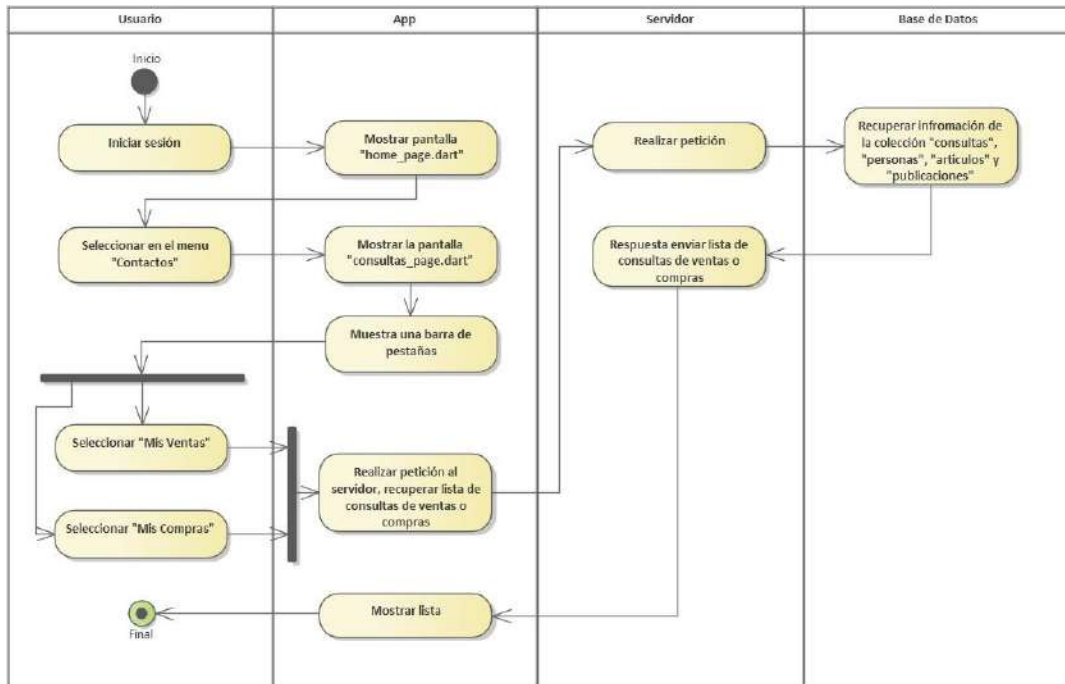 Usuario
App
Servidor
Base de Datos
Inicio
Iniciar sesión
Mostrar pantalla
"home_page.dart"
Realizar petición
Recuperar infromación de
la colección "consultas",
"personas", "articulos" y
"publicaciones"
Seleccionar en el menu
"Contactos"
Mostrar la pantalla
"consultas_page.dart"
Respuesta enviar lista de
consultas de ventas o
compras
Muestra una barra de
pestañas
Seleccionar "Mis Ventas"
Realizar petición al
servidor, recuperar lista de
consultas de ventas o
compras
Seleccionar "Mis Compras"
Mostrar lista
Final